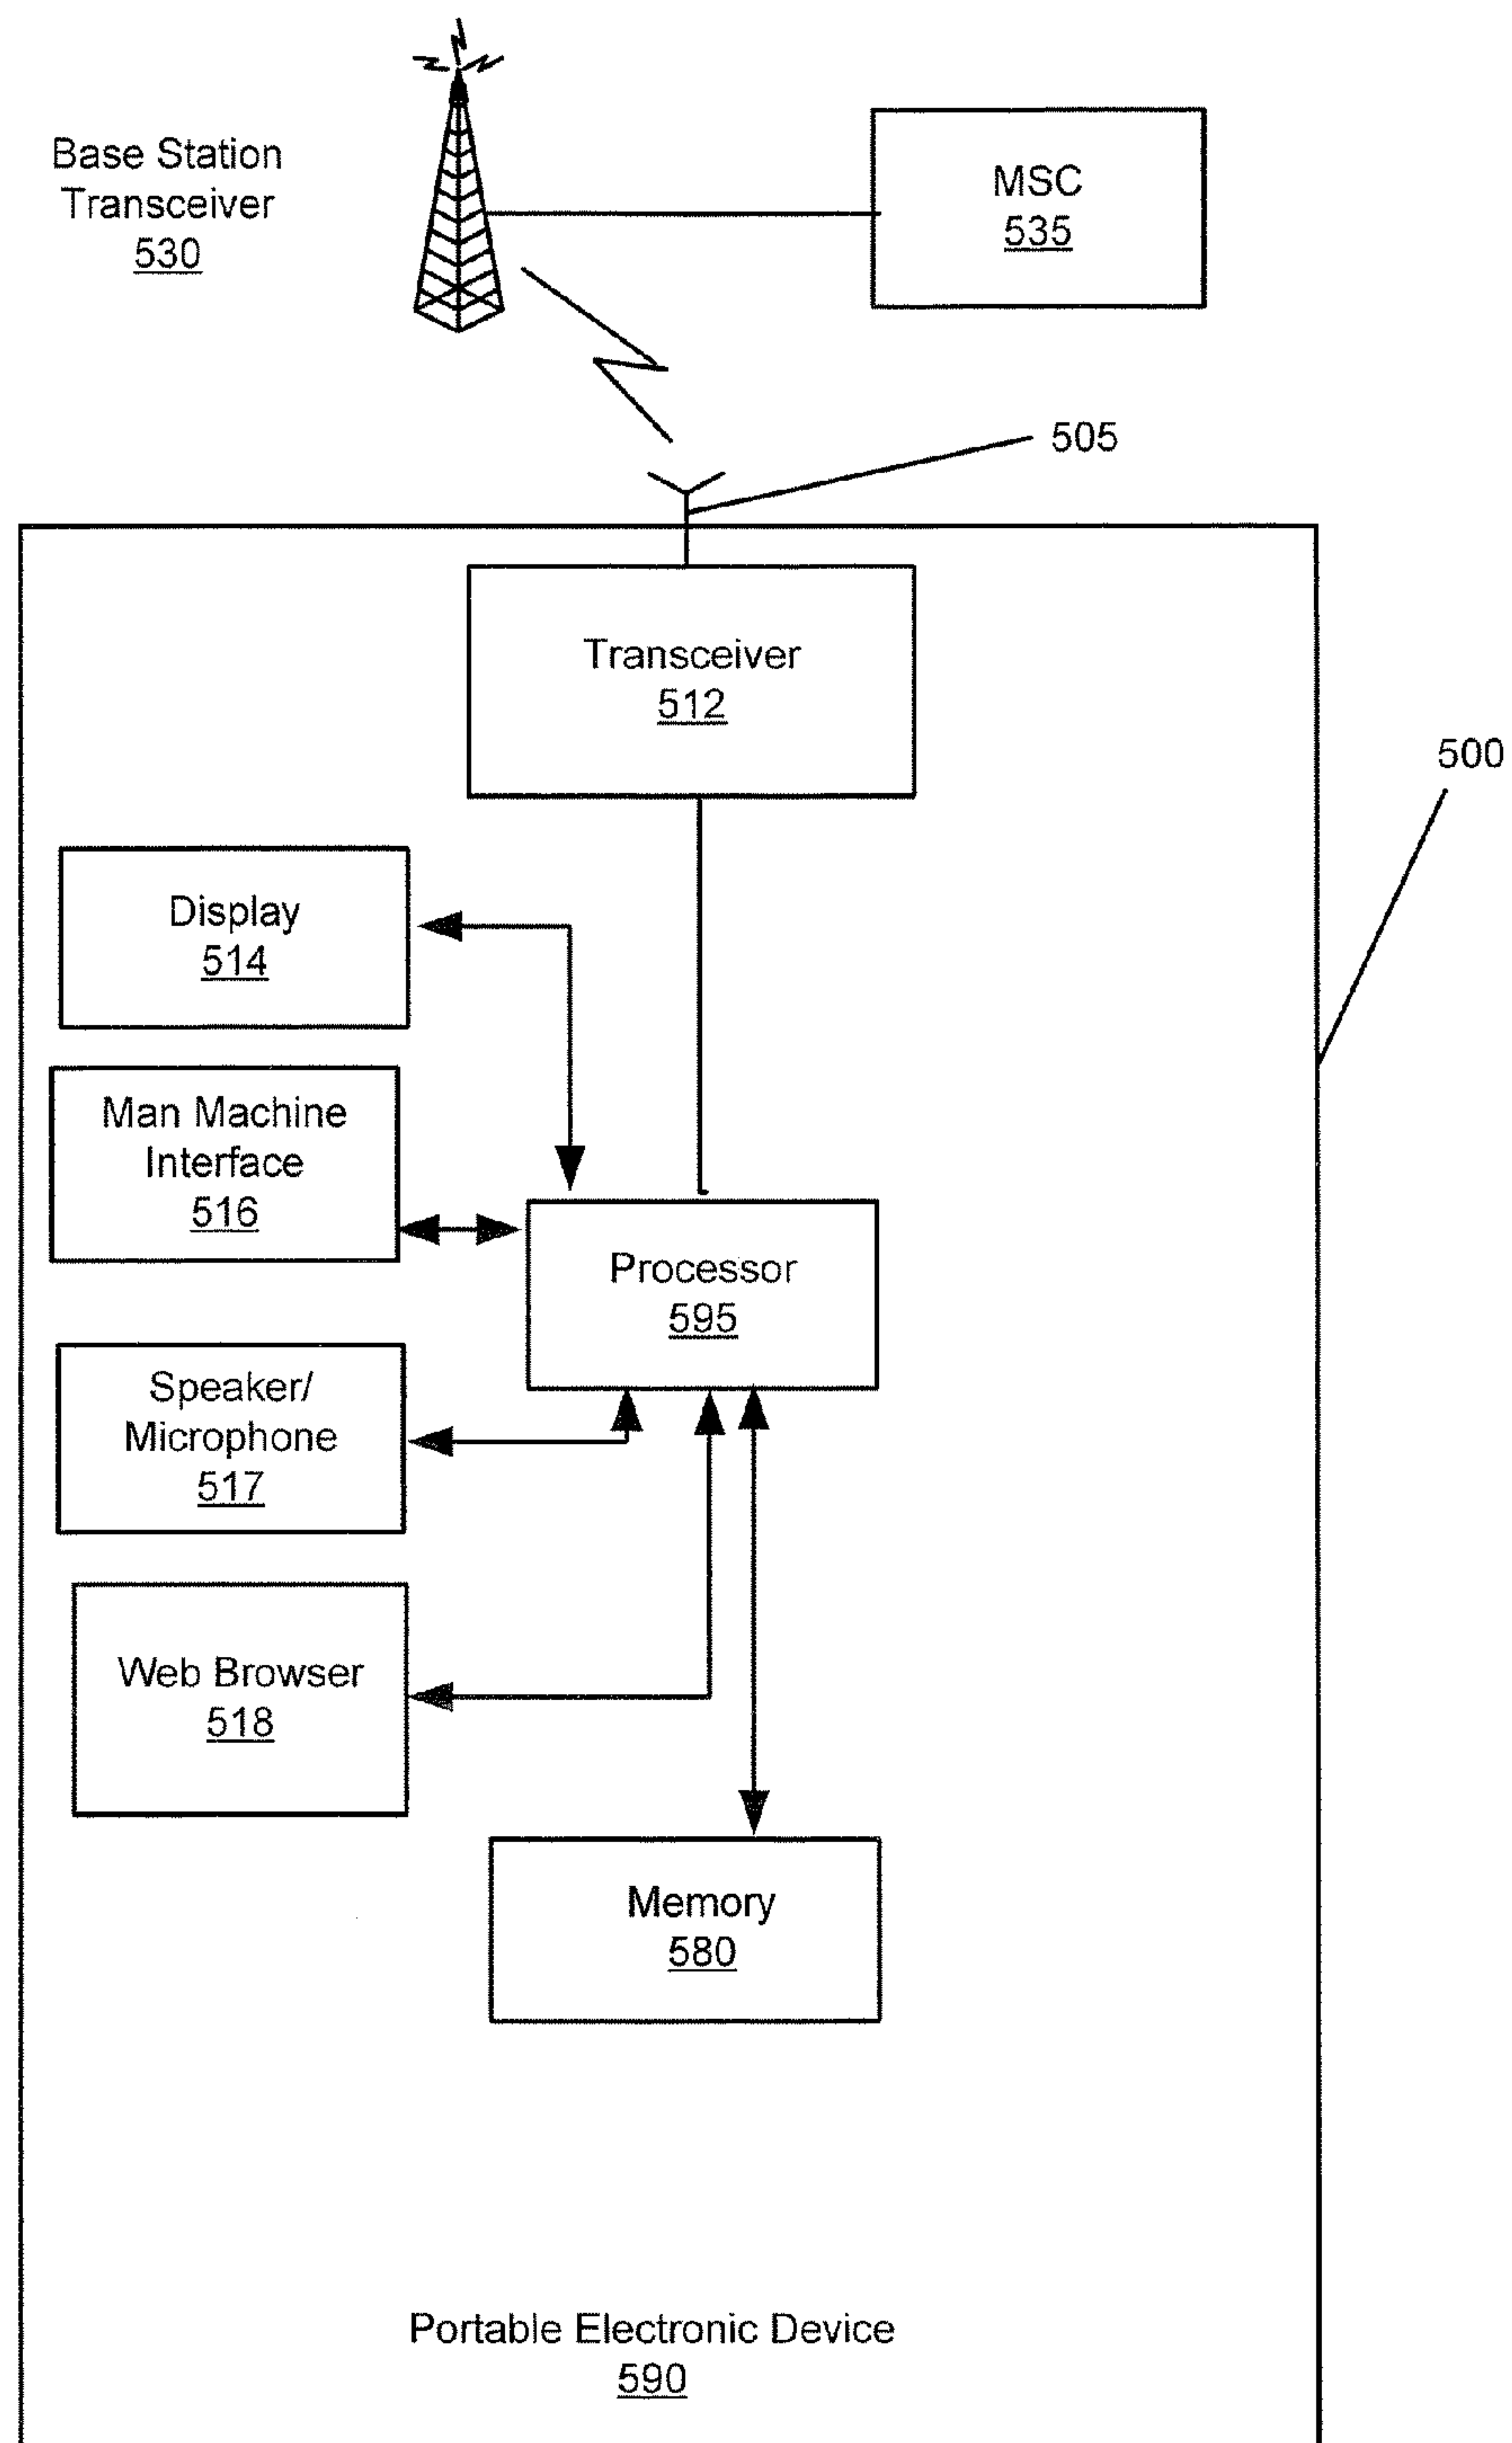 Base Station
Transceiver
530
MSC
535
505
Transceiver
512
500
Display
514
Man Machine
Interface
516
Processor
595
Speaker/
Microphone
517
Web Browser
518
Memory
580
Portable Electronic Device
590